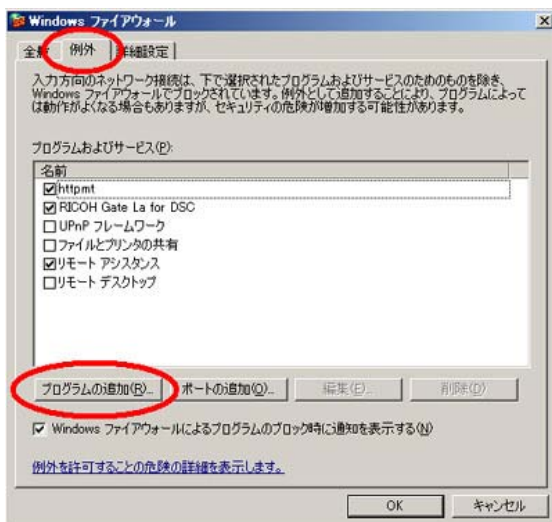 Windows ファイアウォール
全般 例外 詳細設定
入力方向のネットワーク接続は、下で選択されたプログラムおよびサービスのためのものを除き、
Windows ファイアウォールでブロックされています。例外として追加することにより、プログラムによって
は動作がよくなる場合もありますが、セキュリティの危険が増加する可能性があります。
プログラムおよびサービス(P):
名前
httpmt
RICOH Gate La for DSC
UPnP フレームワーク
ファイルとプリンタの共有
リモート アシスタンス
リモート デスクトップ
プログラムの追加(R)... ポートの追加(O)... 編集(E)... 削除(D)
Windows ファイアウォールによるプログラムのブロック時に通知を表示する(N)
例外を許可することの危険の詳細を表示します。
OK キャンセル